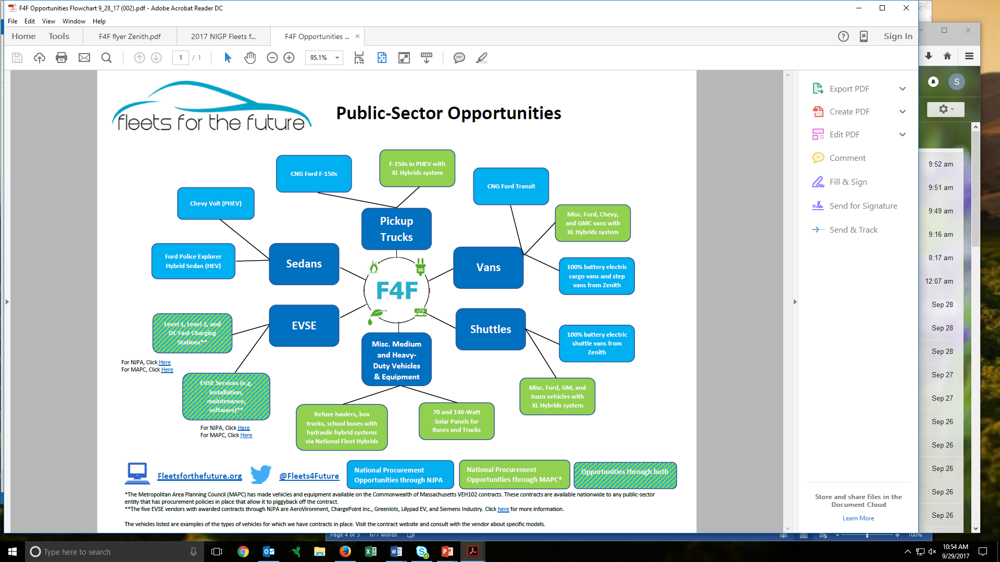 F4F Opportunities Flowchart 9_28_17 (002).pdf - Adobe Acrobat Reader DC
File Edit View Window Help
Home Tools F4F flyer Zenith.pdf 2017 NIGP Fleets f... F4F Opportunities ... Sign In
1 / 1 95.1%
fleets for the future
Public-Sector Opportunities
CNG Ford F-150s
F-150s in PHEV with
XL Hybrids system
CNG Ford Transit
Chevy Volt (PHEV)
Pickup
Trucks
Misc. Ford, Chevy,
and GMC vans with
XL Hybrids system
Ford Police Explorer
Hybrid Sedan (HEV)
Sedans
Vans
100% battery electric
cargo vans and step
vans from Zenith
F4F
LPG
EVSE
Shuttles
Level 1, Level 2, and
DC Fast Charging
Stations**
For NJPA, Click Here
For MAPC, Click Here
Misc. Medium
and Heavy-
Duty Vehicles
& Equipment
100% battery electric
shuttle vans from
Zenith
EVSE Services (e.g.
installation,
maintenance,
software)**
For NJPA, Click Here
For MAPC, Click Here
Misc. Ford, GM, and
Isuzu vehicles with
XL Hybrids system
Refuse haulers, box
trucks, school buses with
hydraulic hybrid systems
via National Fleet Hybrids
70 and 140-Watt
Solar Panels for
Buses and Trucks
Fleetsforthefuture.org
@Fleets4Future
National Procurement
Opportunities through NJPA
National Procurement
Opportunities through MAPC*
Opportunities through both
*The Metropolitan Area Planning Council (MAPC) has made vehicles and equipment available on the Commonwealth of Massachusetts VEH102 contracts. These contracts are available nationwide to any public-sector
entity that has procurement policies in place that allow it to piggyback off the contract.
**The five EVSE vendors with awarded contracts through NJPA are AeroVironment, ChargePoint Inc., Greenlots, Lilypad EV, and Siemens Industry. Click here for more information.
The vehicles listed are examples of the types of vehicles for which we have contracts in place. Visit the contract website and consult with the vendor about specific models.
Export PDF
Create PDF
Edit PDF
Comment
Fill & Sign
Send for Signature
Send & Track
Store and share files in the
Document Cloud
Learn More
S
9:52 am
9:51 am
9:49 am
9:16 am
8:17 am
12:07 am
Sep 28
Sep 28
Sep 28
Sep 27
Sep 27
Sep 26
Sep 26
Sep 26
Sep 26
Sep 26
Page 4 of 5 677 words 100%
Type here to search
10:54 AM
9/29/2017